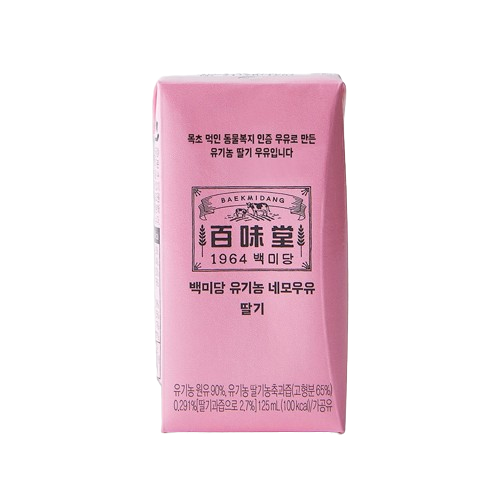 목초 먹인 동물복지 인증 우유로 만든
유기농 딸기 우유입니다
BAEKMIDANG
百味堂
1964 백미당
백미당 유기농 네모우유
딸기
유기농 원유 90%, 유기농 딸기농축과즙(고형분 65%)
0.291%[딸기과즙으로 2.7%] 125 mL (100 kcal)/가공유